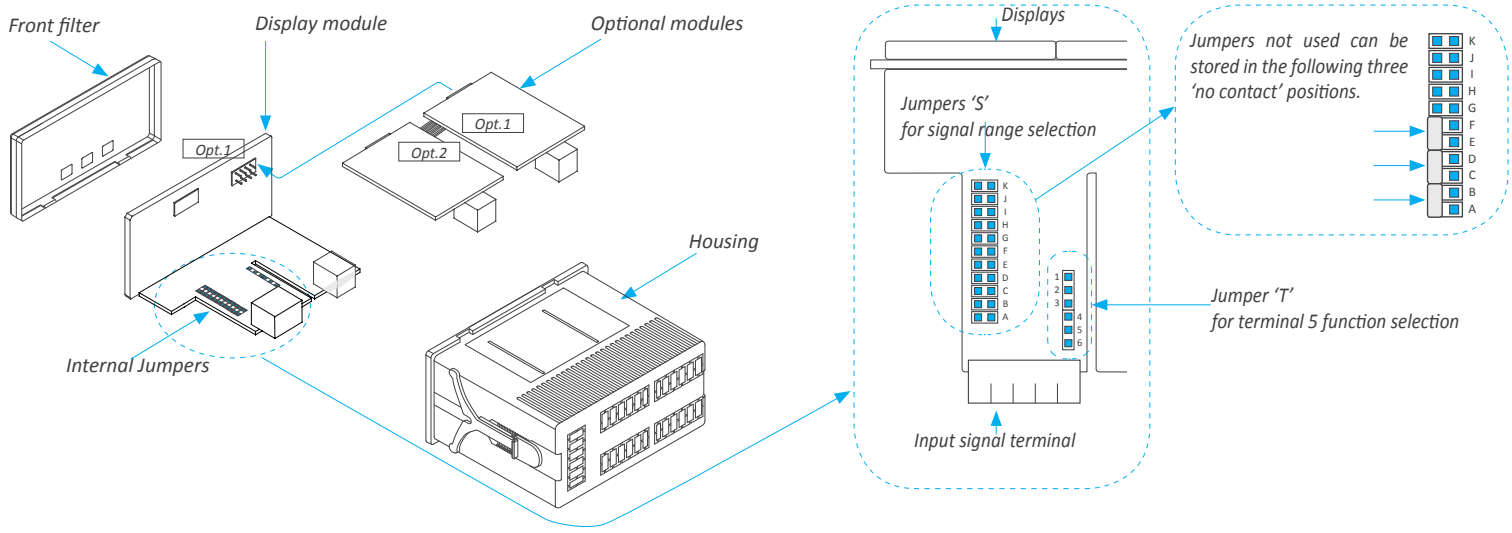 Front filter
Display module
Optional modules
Opt.1
Opt.1
Opt.2
Internal Jumpers
Housing
Displays
Jumpers ‘S’
for signal range selection
K
J
I
H
G
F
E
D
C
B
A
1
2
3
4
5
6
Input signal terminal
Jumper ‘T’
for terminal 5 function selection
Jumpers not used can be
stored in the following three
‘no contact’ positions.
K
J
I
H
G
F
E
D
C
B
A